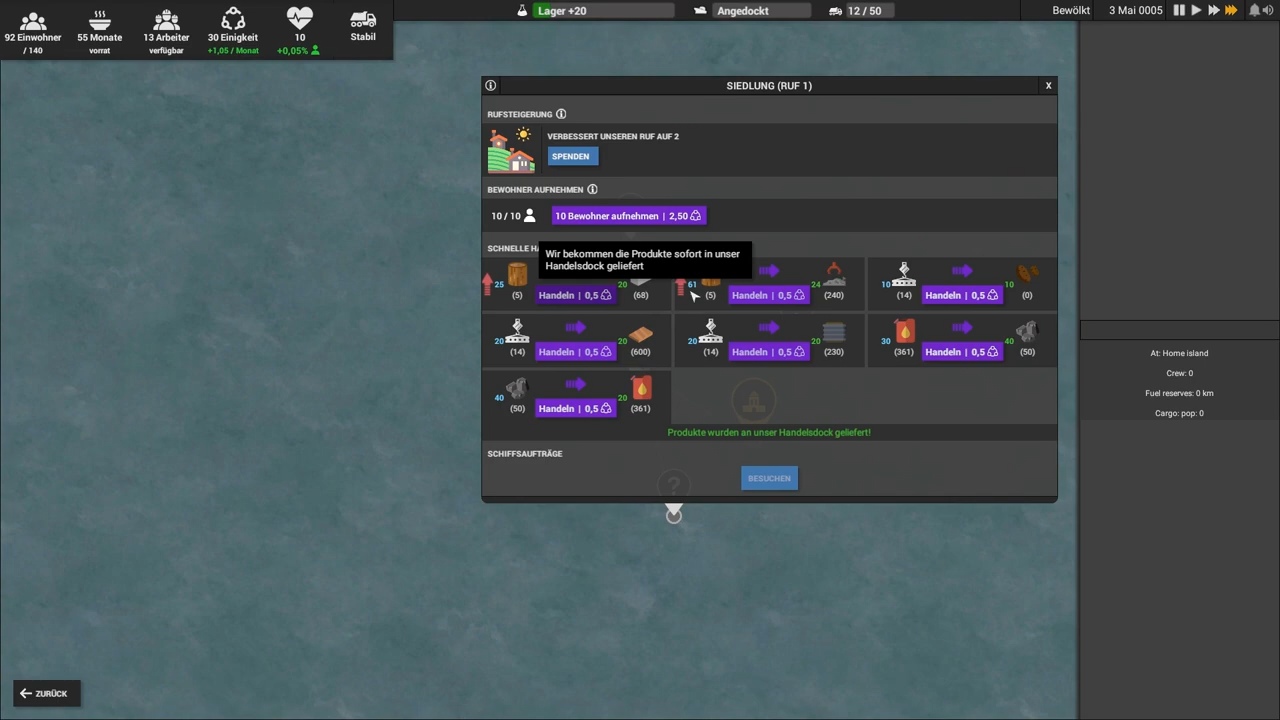 Lager +20
Angedockt
12 / 50
Bewölkt
3 Mai 0005
92 Einwohner
/ 140
55 Monate
vorrat
13 Arbeiter
verfügbar
30 Einigkeit
+1,05 / Monat
10
+0,05%
Stabil
SIEDLUNG (RUF 1)
X
RUFSTEIGERUNG
VERBESSERT UNSEREN RUF AUF 2
SPENDEN
BEWOHNER AUFNEHMEN
10 / 10
10 Bewohner aufnehmen | 2,50
SCHNELLE HA
Wir bekommen die Produkte sofort in unser
Handelsdock geliefert
25
(5)
Handeln | 0,5
20
(68)
61
(5)
Handeln | 0,5
24
(240)
10
(14)
Handeln | 0,5
10
(0)
20
(14)
Handeln | 0,5
20
(600)
20
(14)
Handeln | 0,5
20
(230)
30
(361)
Handeln | 0,5
40
(50)
40
(50)
Handeln | 0,5
20
(361)
Produkte wurden an unser Handelsdock geliefert!
SCHIFFSAUFTRÄGE
BESUCHEN
?
At: Home island
Crew: 0
Fuel reserves: 0 km
Cargo: pop: 0
ZURÜCK